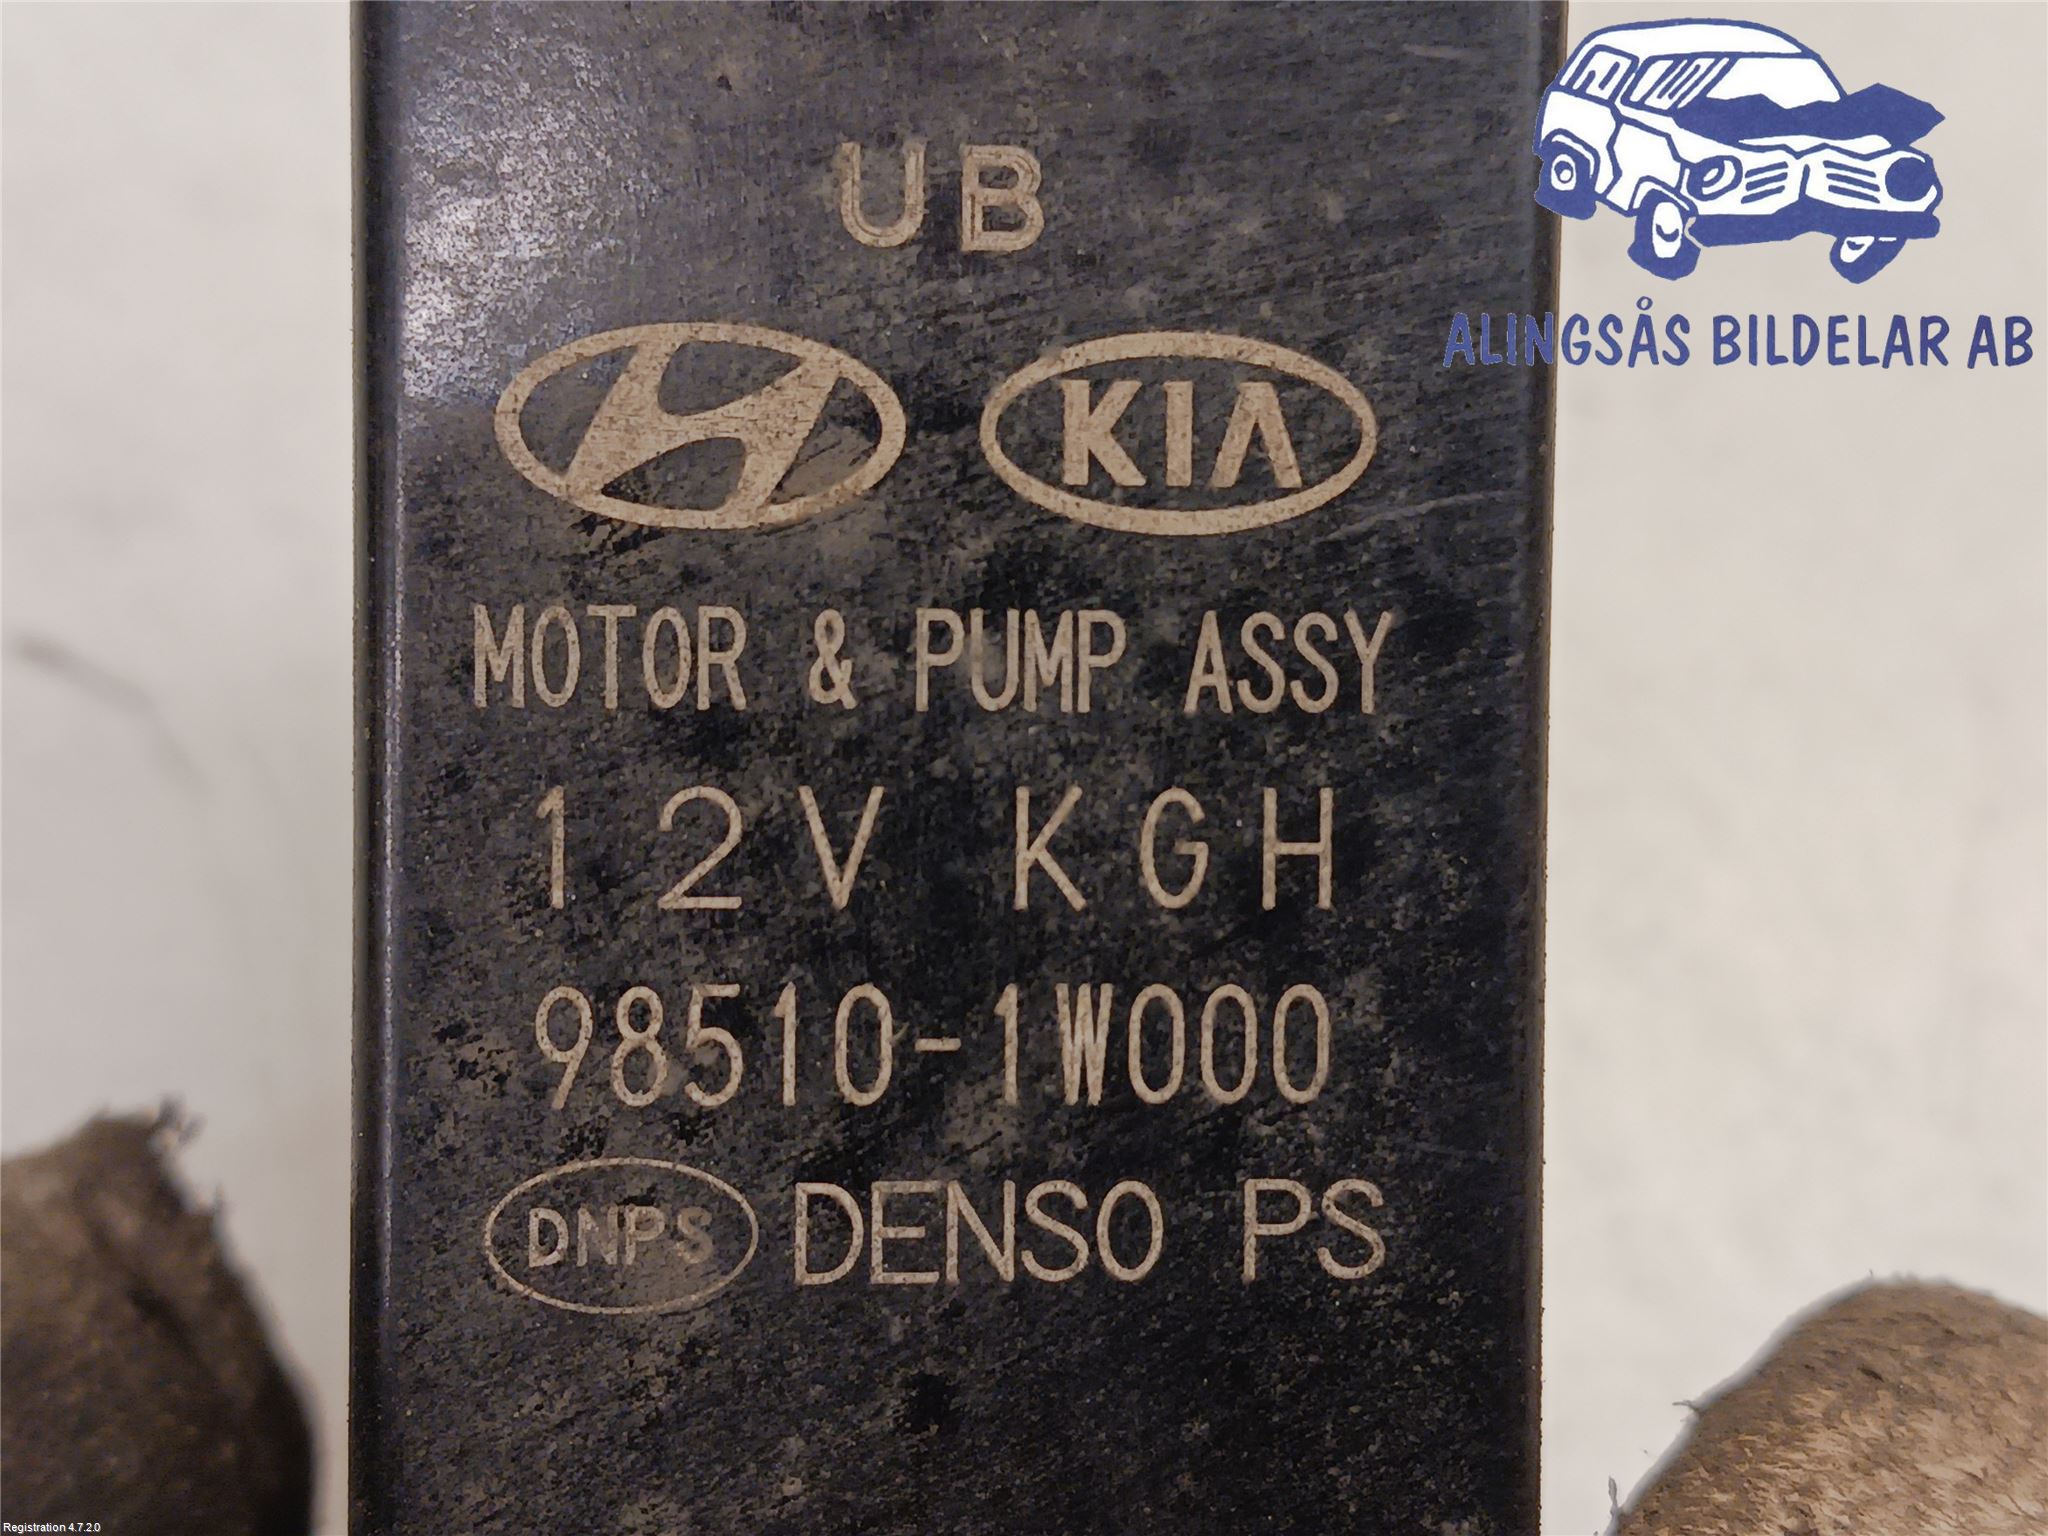 UB
KIA
MOTOR & PUMP ASSY
12V KGH
98510-1W000
DNPS DENSO PS
ALINGSÅS BILDELAR AB
Registration 4.7.2.0